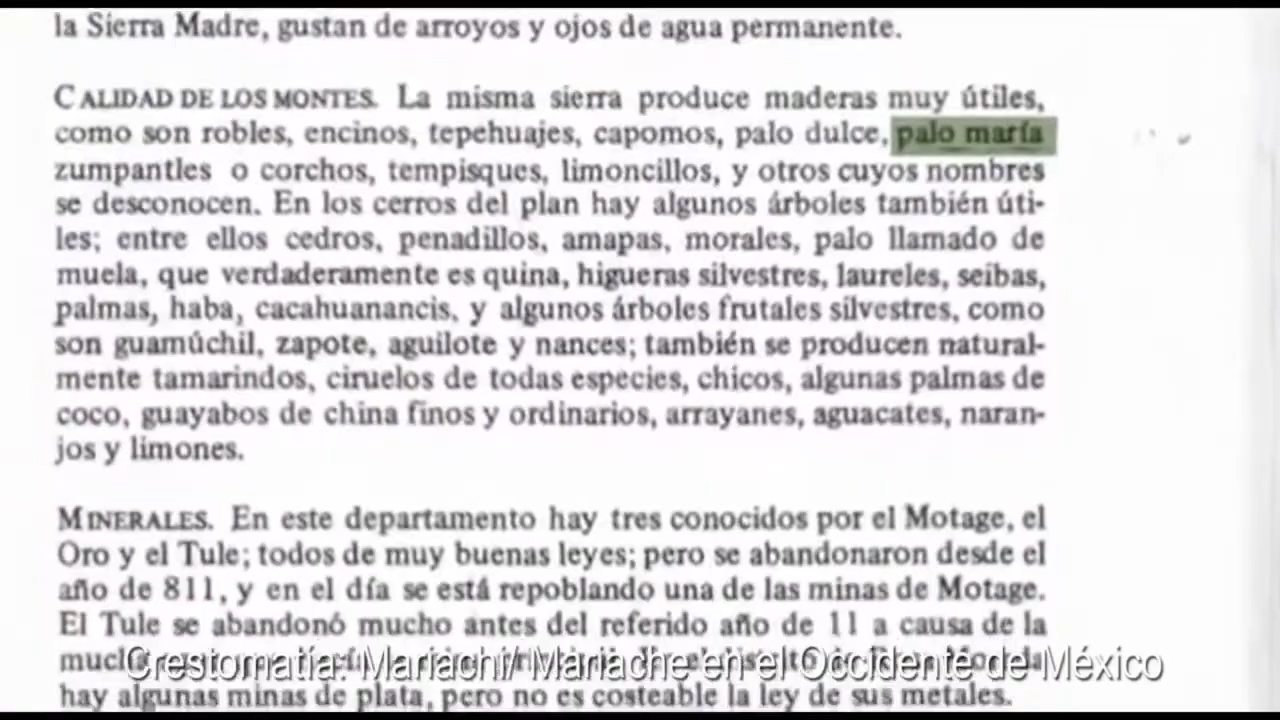 la Sierra Madre, gustan de arroyos y ojos de agua permanente.
CALIDAD DE LOS MONTES. La misma sierra produce maderas muy útiles,
como son robles, encinos, tepehuajes, capomos, palo dulce, palo maría
zumpantles o corchos, tempisques, limoncillos, y otros cuyos nombres
se desconocen. En los cerros del plan hay algunos árboles también úti-
les; entre ellos cedros, penadillos, amapas, morales, palo llamado de
muela, que verdaderamente es quina, higueras silvestres, laureles, seibas,
palmas, haba, cacahuanancis, y algunos árboles frutales silvestres, como
son guamúchil, zapote, aguilote y nances; también se producen natural-
mente tamarindos, ciruelos de todas especies, chicos, algunas palmas de
coco, guayabos de china finos y ordinarios, arrayanes, aguacates, naran-
jos y limones.
MINERALES. En este departamento hay tres conocidos por el Motage, el
Oro y el Tule; todos de muy buenas leyes; pero se abandonaron desde el
año de 811, y en el día se está repoblando una de las minas de Motage.
El Tule se abandonó mucho antes del referido año de 11 a causa de la
Crestomatía: Mariachi/ Mariache en el Occidente de México
hay algunas minas de plata, pero no es costeable la ley de sus metales.